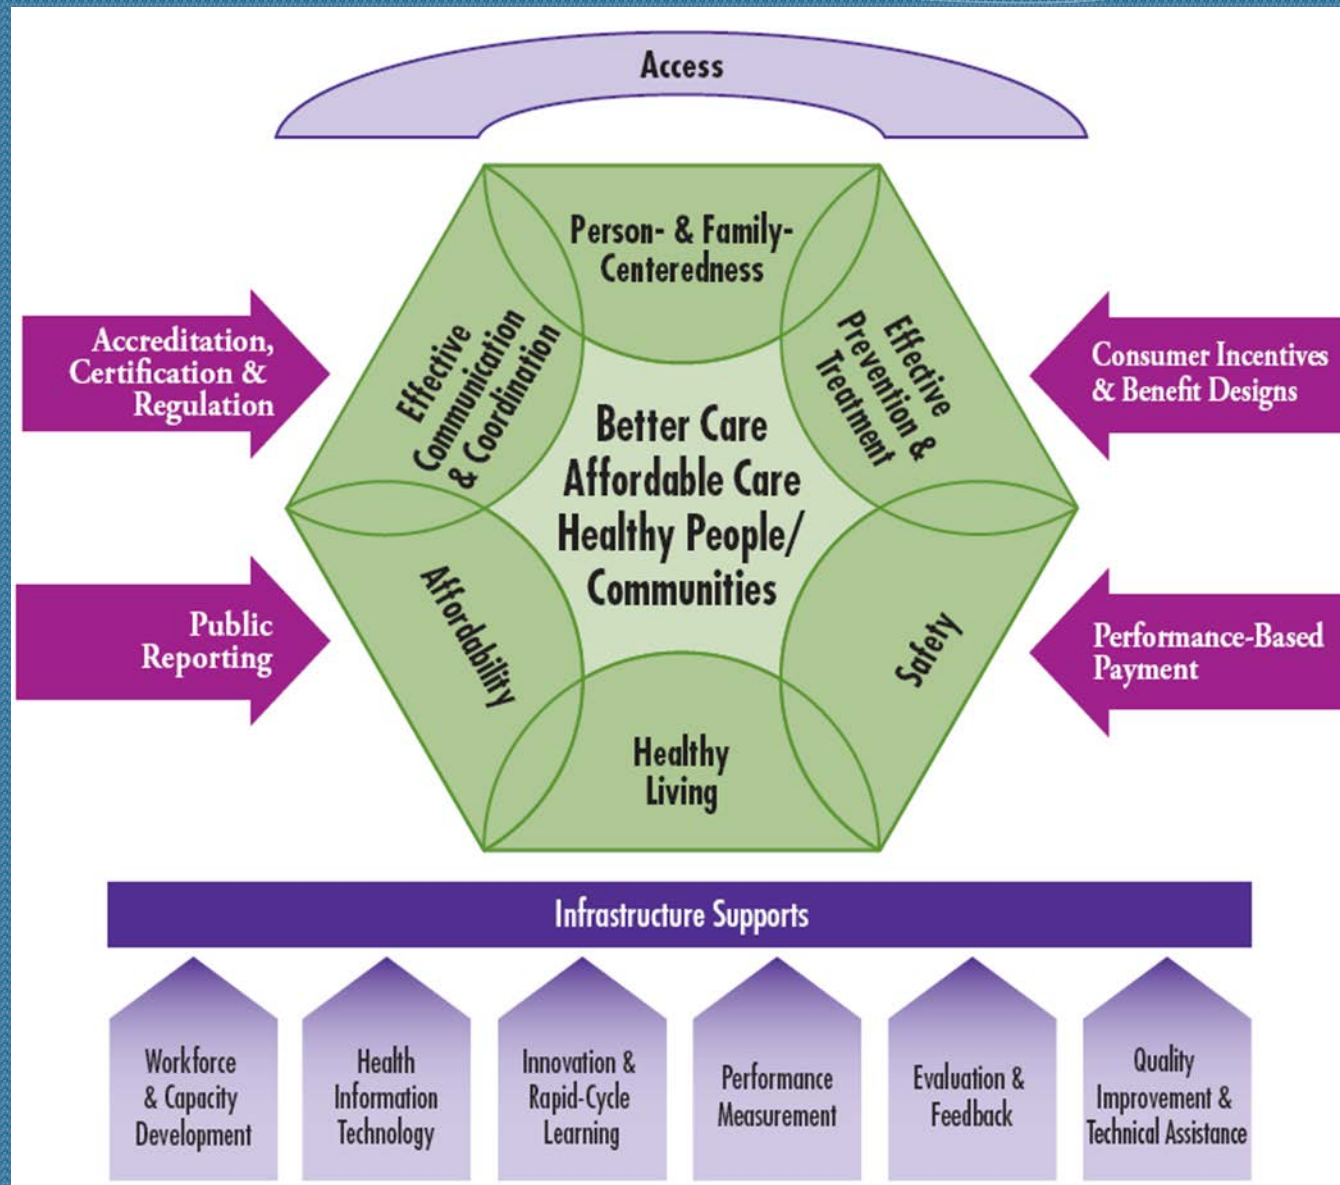 Access
Person- & Family-
Centeredness
Effective
Communication
& Coordination
Effective
Prevention &
Treatment
Accreditation,
Certification &
Regulation
Consumer Incentives
& Benefit Designs
Better Care
Affordable Care
Healthy People/
Communities
Affordability
Safety
Public
Reporting
Performance-Based
Payment
Healthy
Living
Infrastructure Supports
Workforce
& Capacity
Development
Health
Information
Technology
Innovation &
Rapid-Cycle
Learning
Performance
Measurement
Evaluation &
Feedback
Quality
Improvement &
Technical Assistance